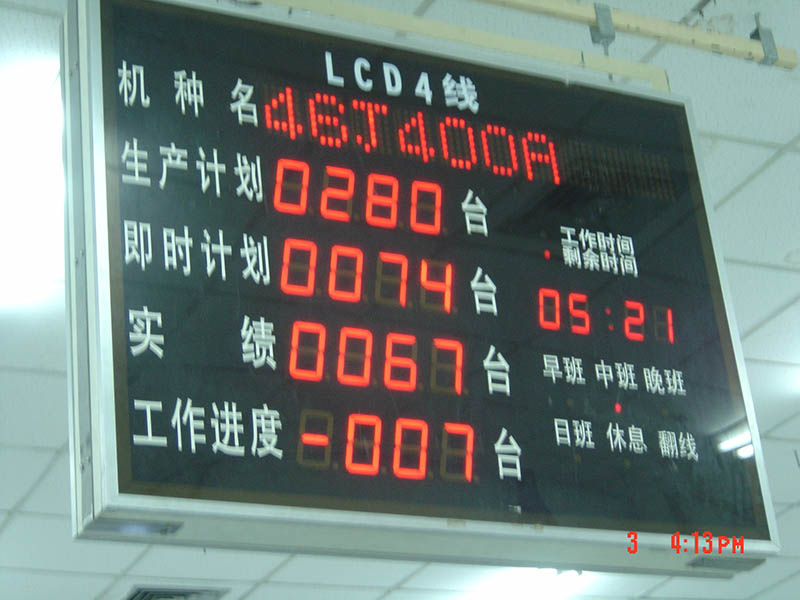 LCD4线
机种名 46J400A
生产计划 0280 台
即时计划 0074 台
工作时间
剩余时间
05:21
实绩 0067 台
早班 中班 晚班
工作进度 -007 台
日班 休息 翻线
3 4:13PM